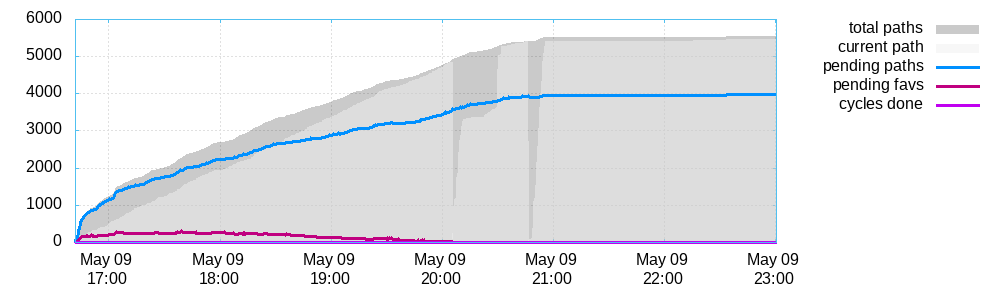 6000
5000
4000
3000
2000
1000
0
May 09 May 09 May 09 May 09 May 09 May 09 May 09
17:00 18:00 19:00 20:00 21:00 22:00 23:00
total paths
current path
pending paths
pending favs
cycles done